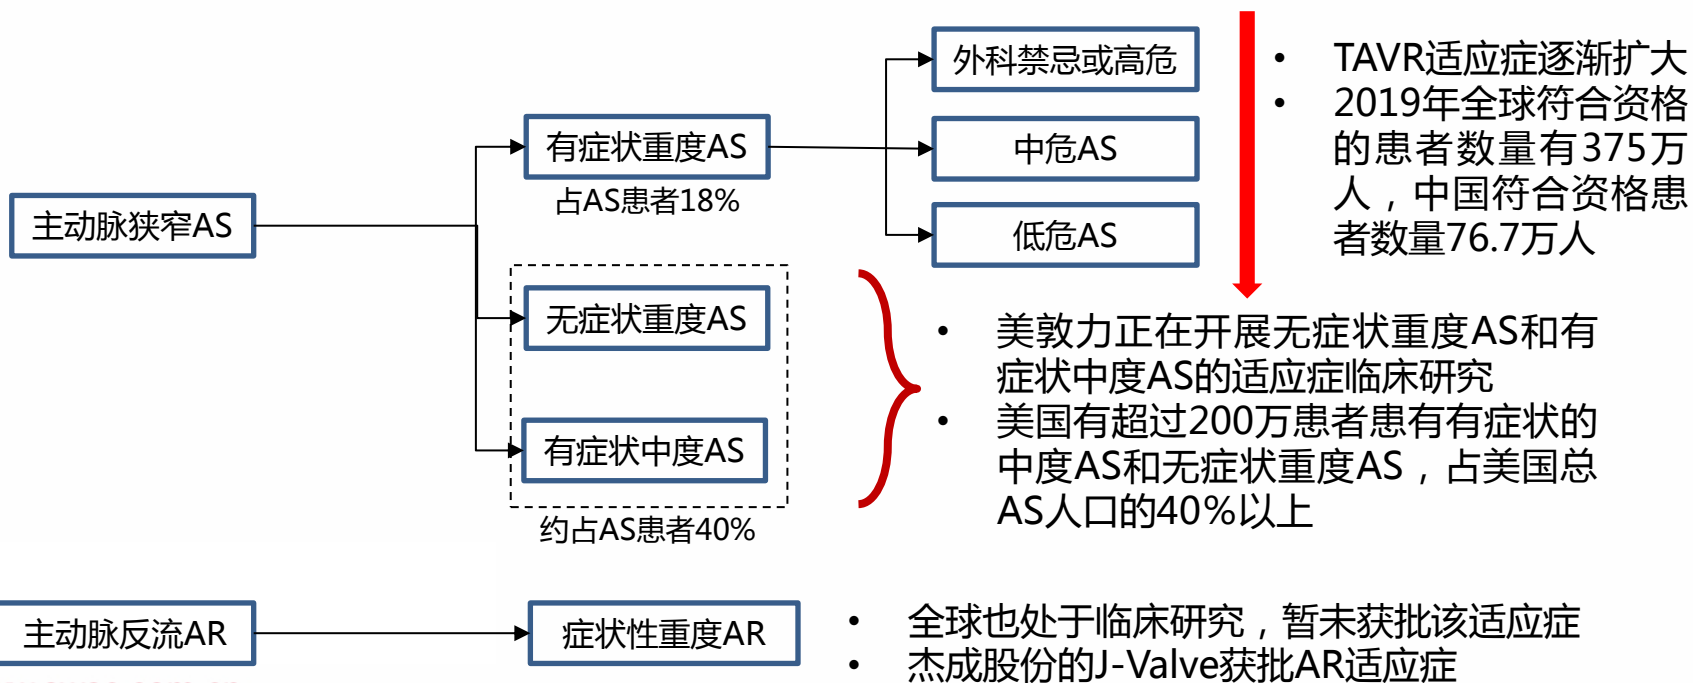 外科禁忌或高危
有症状重度AS
中危AS
占AS患者18%
主动脉狭窄AS
低危AS
• TAVR适应症逐渐扩大
• 2019年全球符合资格
的患者数量有375万
人，中国符合资格患
者数量76.7万人
无症状重度AS
有症状中度AS
约占AS患者40%
• 美敦力正在开展无症状重度AS和有
症状中度AS的适应症临床研究
• 美国有超过200万患者患有有症状的
中度AS和无症状重度AS，占美国总
AS人口的40%以上
主动脉反流AR
症状性重度AR
• 全球也处于临床研究，暂未获批该适应症
• 杰成股份的J-Valve获批AR适应症